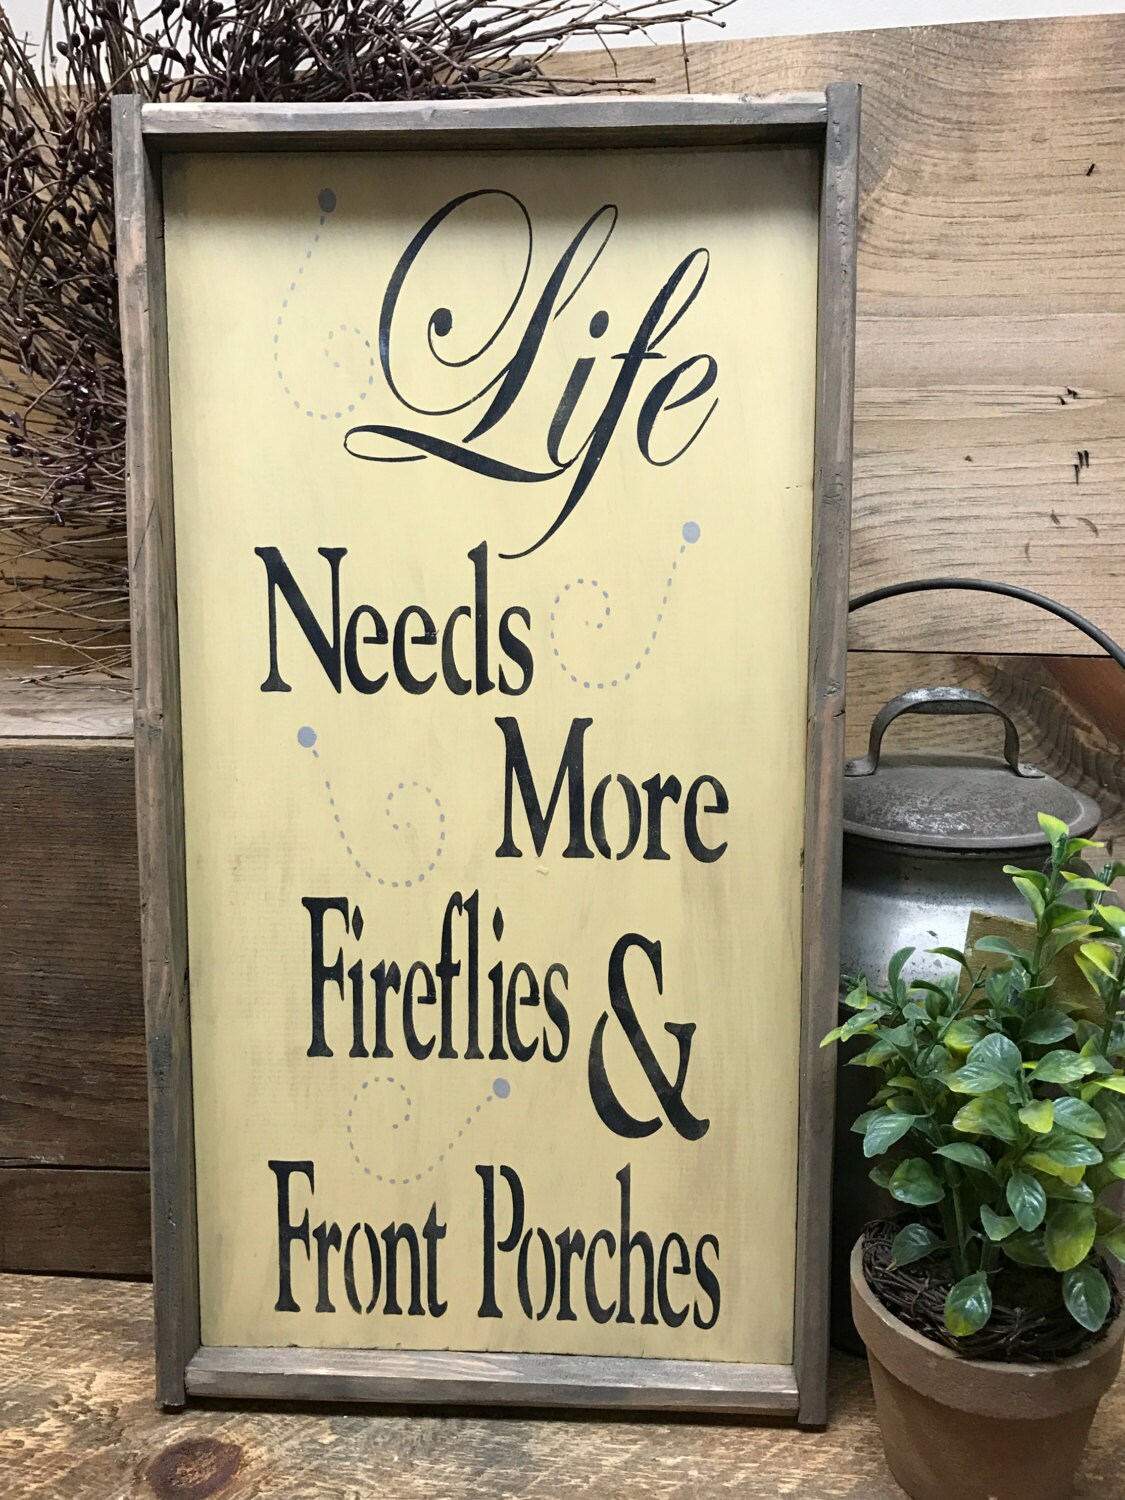 Life
Needs
More
Fireflies &
Front Porches